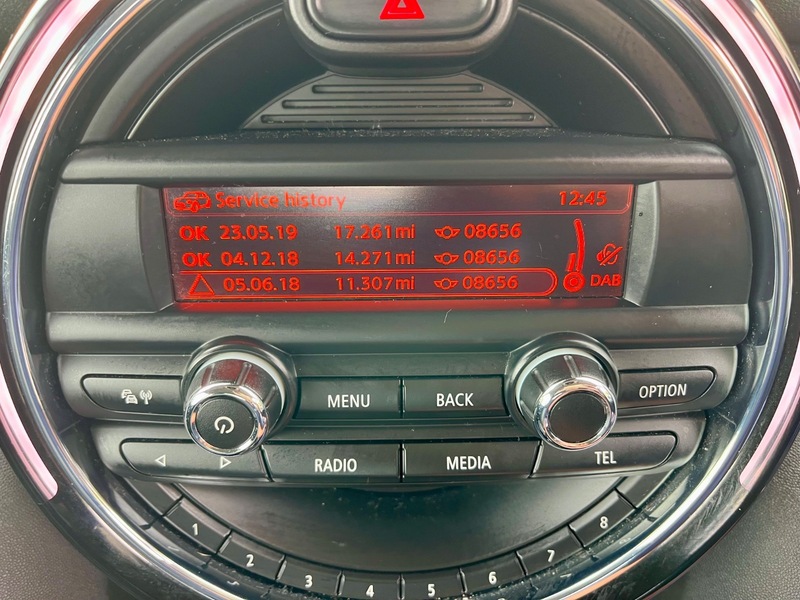 Service history 12:45
OK 23.05.19 17.261mi 08656
OK 04.12.18 14.271mi 08656
05.06.18 11.307mi 08656
DAB
MENU BACK OPTION
RADIO MEDIA TEL
1 2 3 4 5 6 7 8